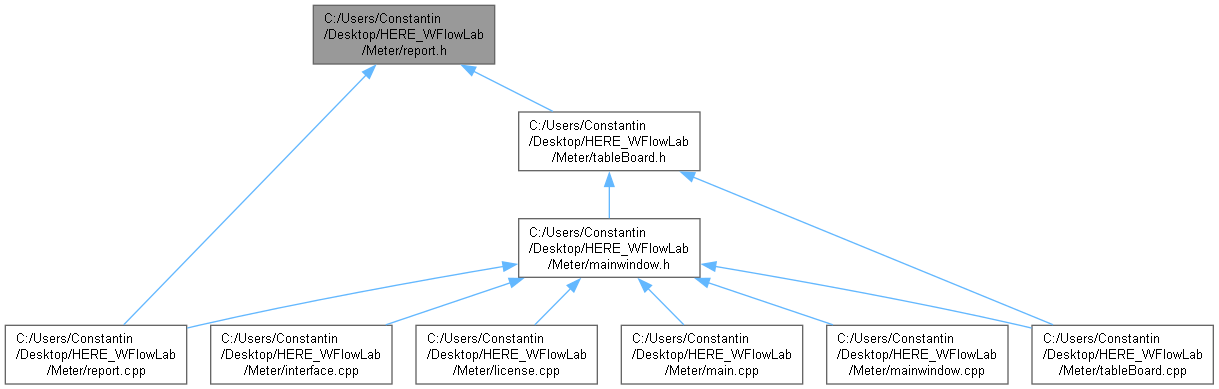 C:/Users/Constantin
/Desktop/HERE_WFlowLab
/Meter/report.h
C:/Users/Constantin
/Desktop/HERE_WFlowLab
/Meter/tableBoard.h
C:/Users/Constantin
/Desktop/HERE_WFlowLab
/Meter/mainwindow.h
C:/Users/Constantin
/Desktop/HERE_WFlowLab
/Meter/report.cpp
C:/Users/Constantin
/Desktop/HERE_WFlowLab
/Meter/interface.cpp
C:/Users/Constantin
/Desktop/HERE_WFlowLab
/Meter/license.cpp
C:/Users/Constantin
/Desktop/HERE_WFlowLab
/Meter/main.cpp
C:/Users/Constantin
/Desktop/HERE_WFlowLab
/Meter/mainwindow.cpp
C:/Users/Constantin
/Desktop/HERE_WFlowLab
/Meter/tableBoard.cpp